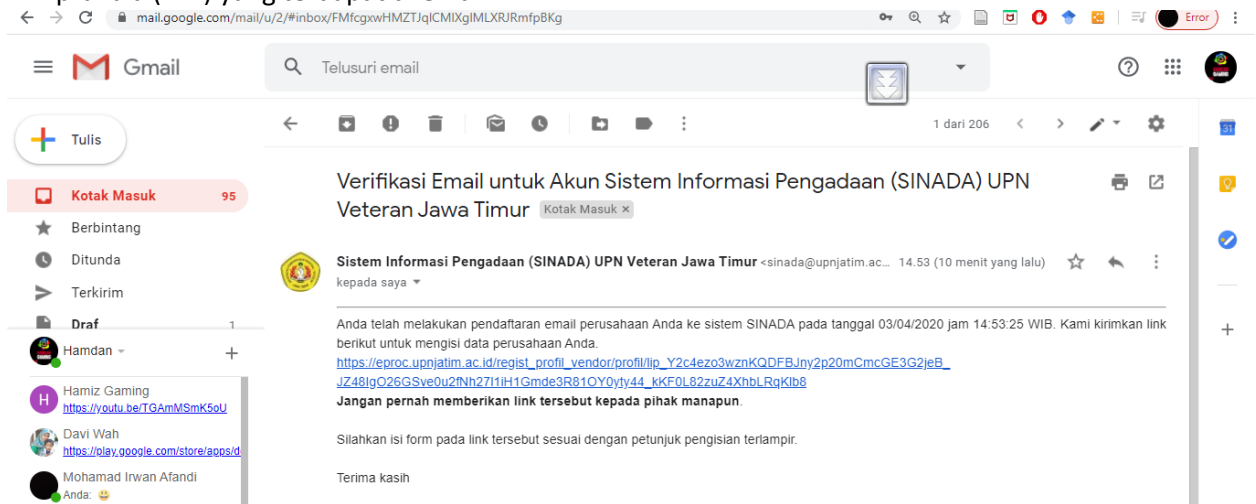 mail.google.com/mail/u/2/#inbox/FMfcgxwHMZTJqlCMlXglMLXRJRmfpBKg
Error
Gmail
Telusuri email
Tulis
1 dari 206
31
Kotak Masuk 95
Berbintang
Ditunda
Terkirim
Draf 1
Hamdan
Hamiz Gaming
https://youtu.be/TGAmMSmK5oU
Davi Wah
https://play.google.com/store/apps/d
Mohamad Irwan Afandi
Anda:
H
Verifikasi Email untuk Akun Sistem Informasi Pengadaan (SINADA) UPN
Veteran Jawa Timur Kotak Masuk ×
Sistem Informasi Pengadaan (SINADA) UPN Veteran Jawa Timur <sinada@upnjatim.ac... 14.53 (10 menit yang lalu)
kepada saya
Anda telah melakukan pendaftaran email perusahaan Anda ke sistem SINADA pada tanggal 03/04/2020 jam 14:53:25 WIB. Kami kirimkan link
berikut untuk mengisi data perusahaan Anda.
https://eproc.upnjatim.ac.id/regist_profil_vendor/profil/lip_Y2c4ezo3wznKQDFBJny2p20mCmcGE3G2jeB_
JZ48IgO26GSve0u2fNh27I1iH1Gmde3R81OY0yty44_kKF0L82zuZ4XhbLRqKlb8
Jangan pernah memberikan link tersebut kepada pihak manapun.
Silahkan isi form pada link tersebut sesuai dengan petunjuk pengisian terlampir.
Terima kasih